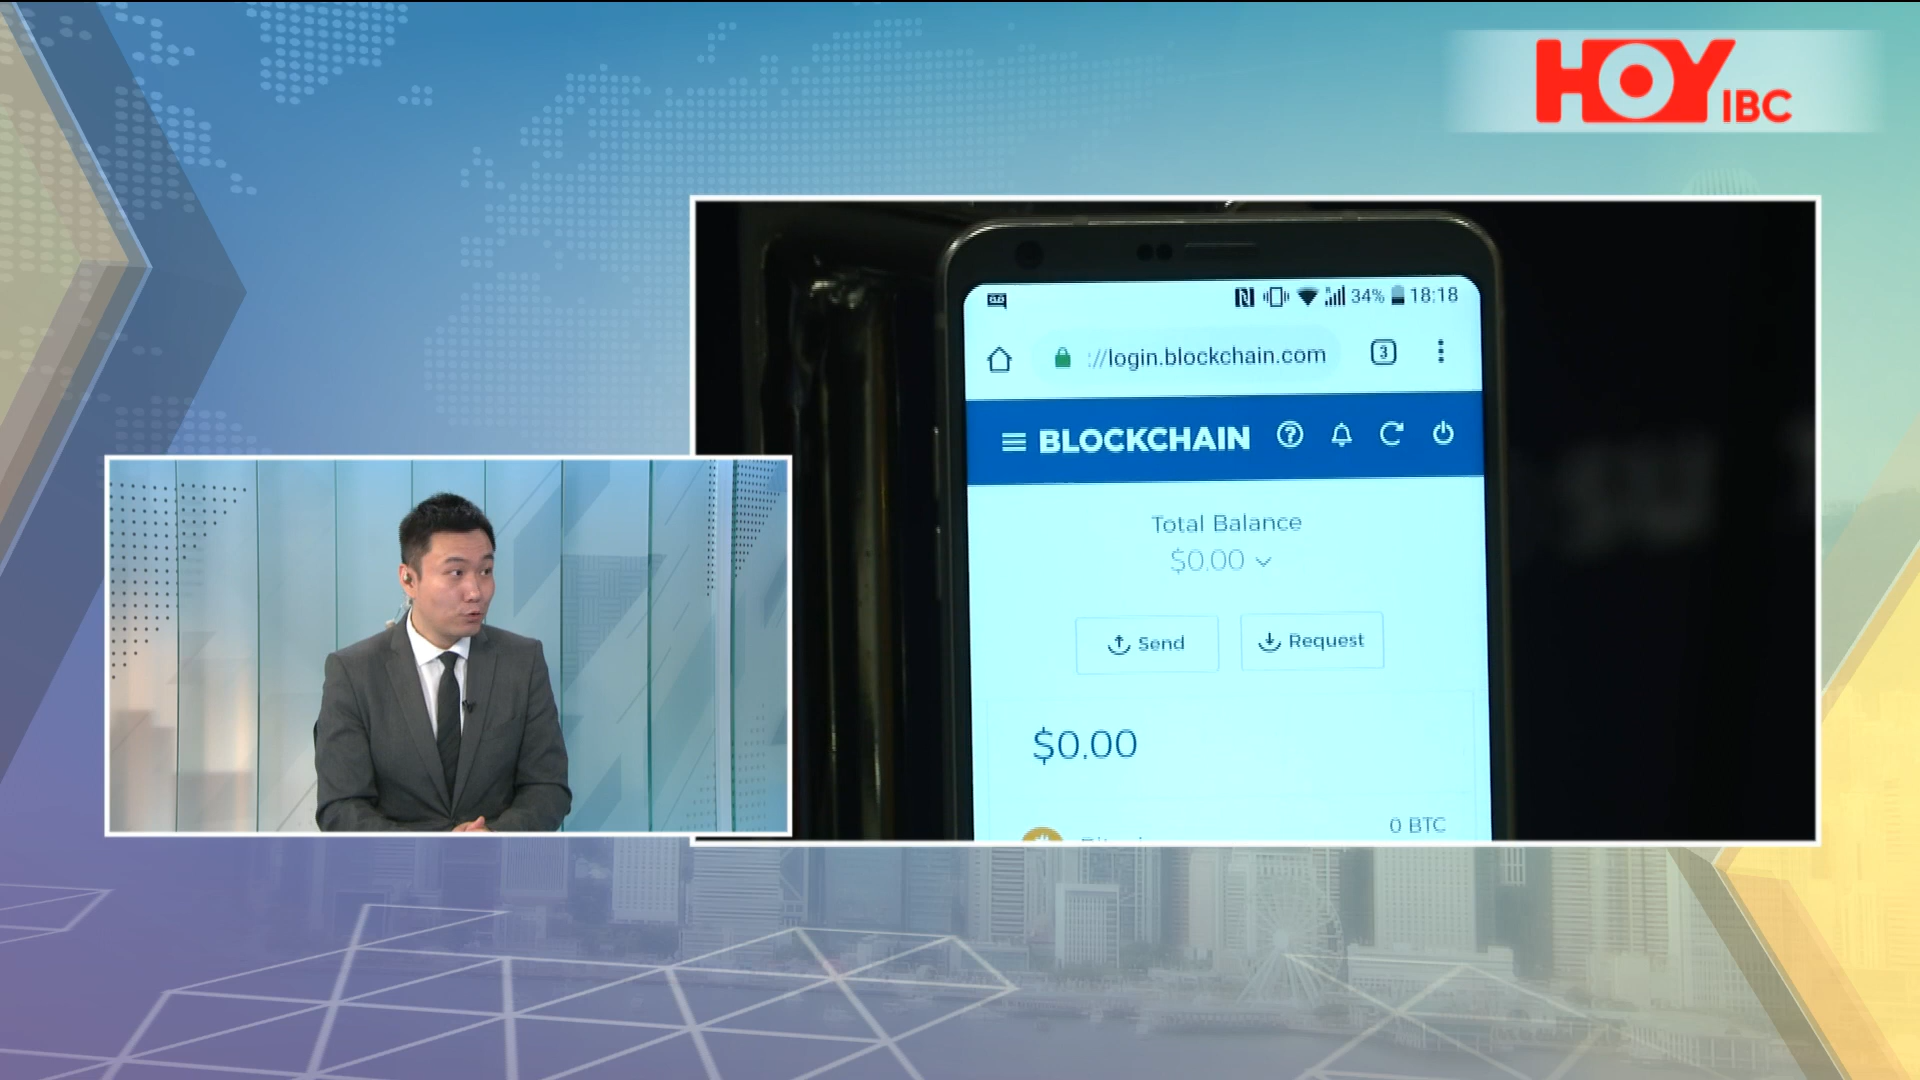 HOY IBC
34% 18:18
://login.blockchain.com 3
BLOCKCHAIN
Total Balance
$0.00
Send Request
$0.00
0 BTC